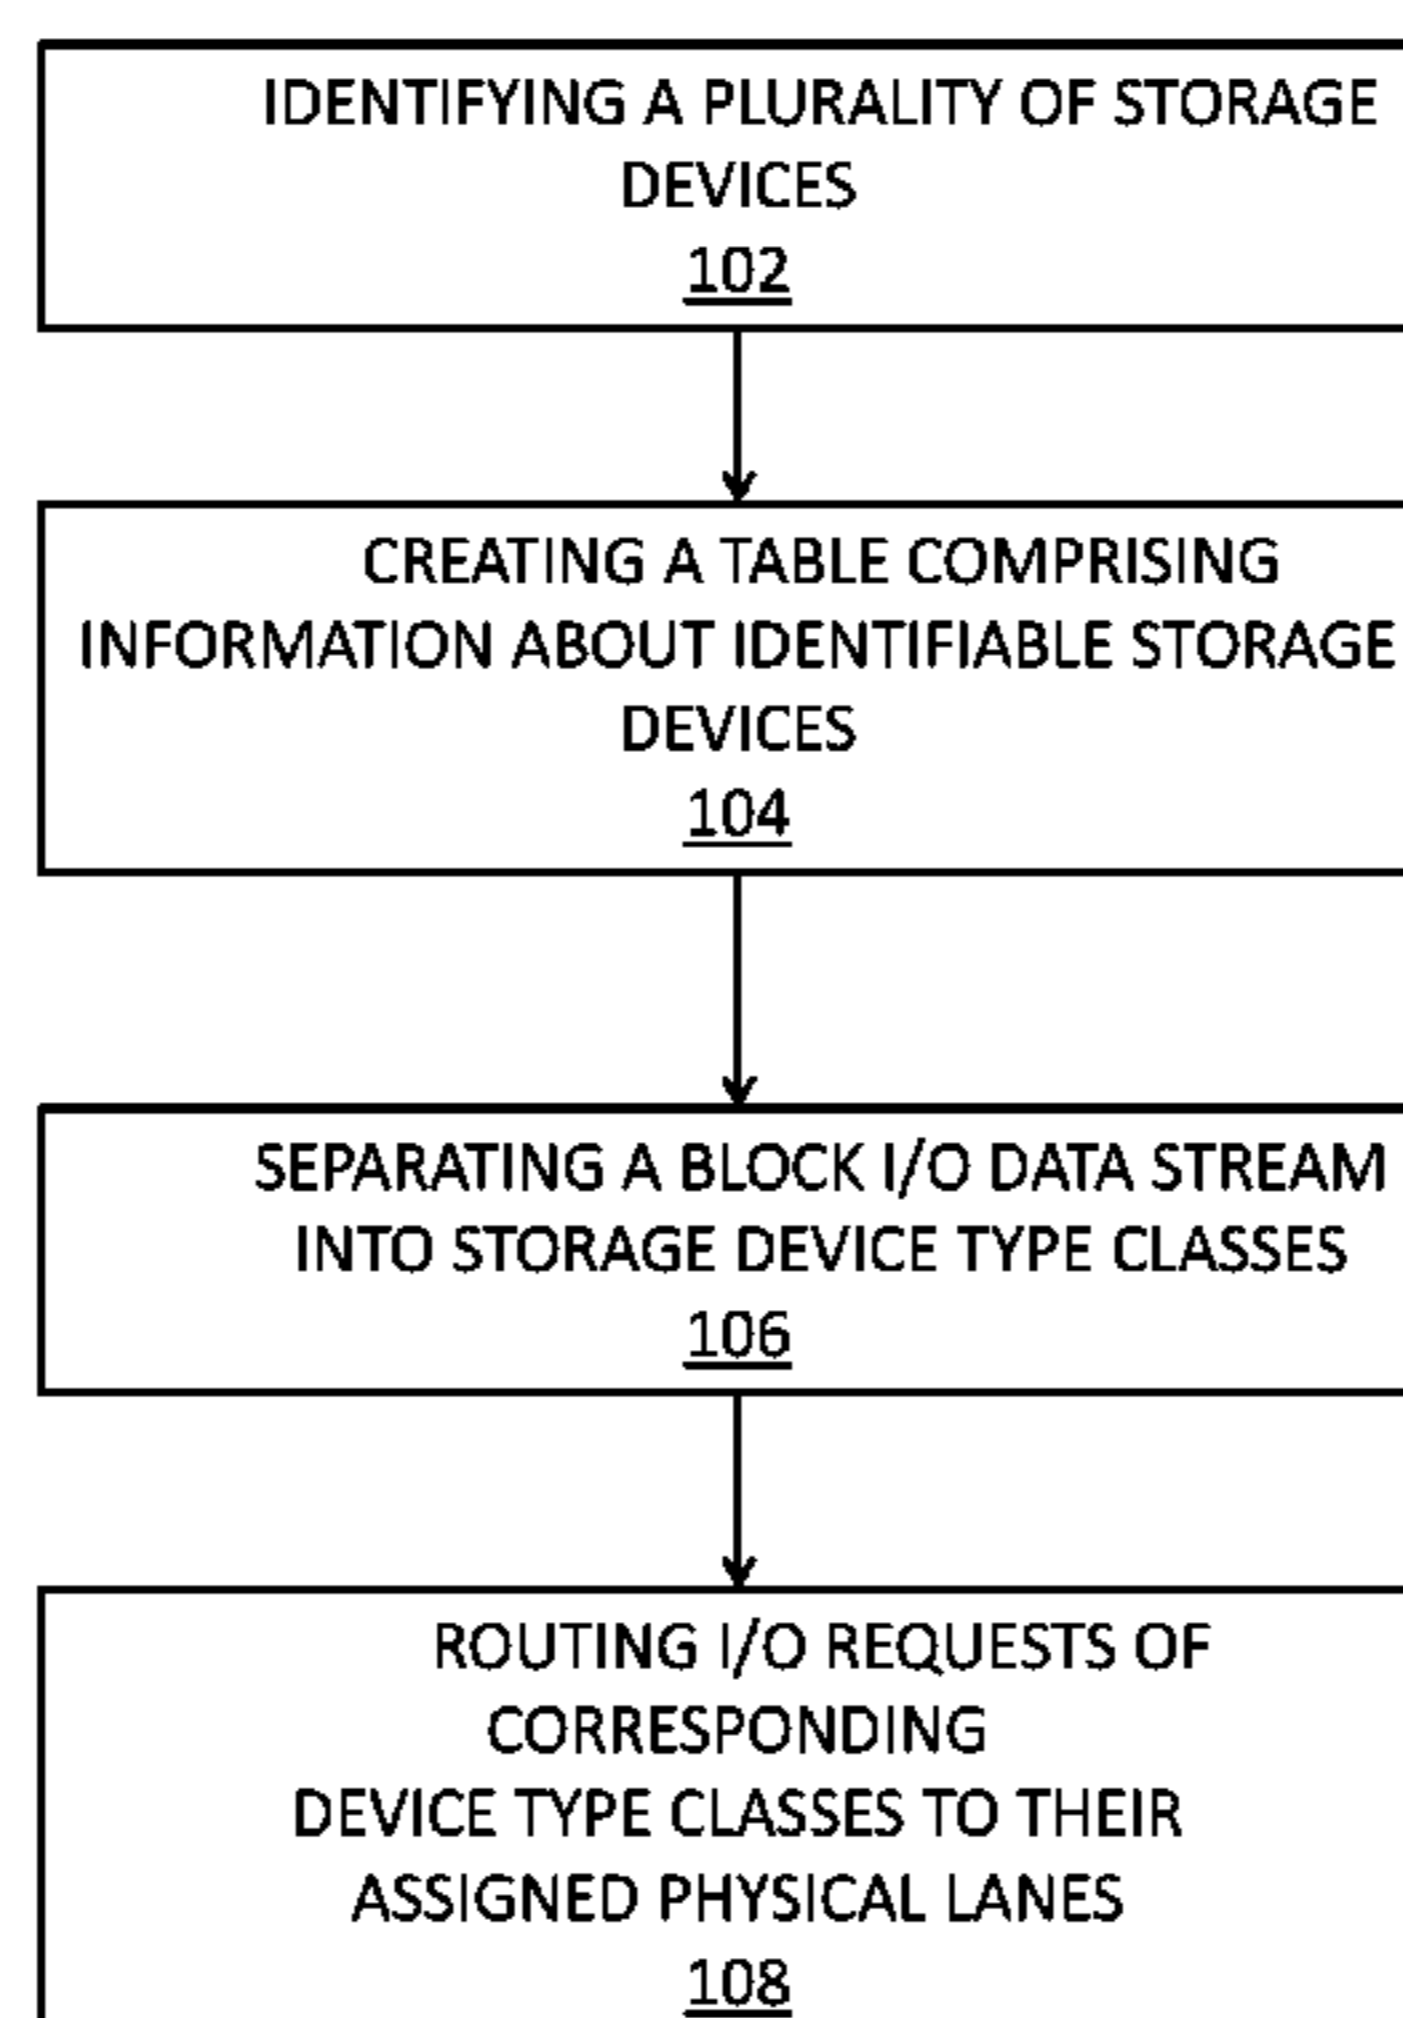 IDENTIFYING A PLURALITY OF STORAGE
DEVICES
102
CREATING A TABLE COMPRISING
INFORMATION ABOUT IDENTIFIABLE STORAGE
DEVICES
104
SEPARATING A BLOCK I/O DATA STREAM
INTO STORAGE DEVICE TYPE CLASSES
106
ROUTING I/O REQUESTS OF
CORRESPONDING
DEVICE TYPE CLASSES TO THEIR
ASSIGNED PHYSICAL LANES
108